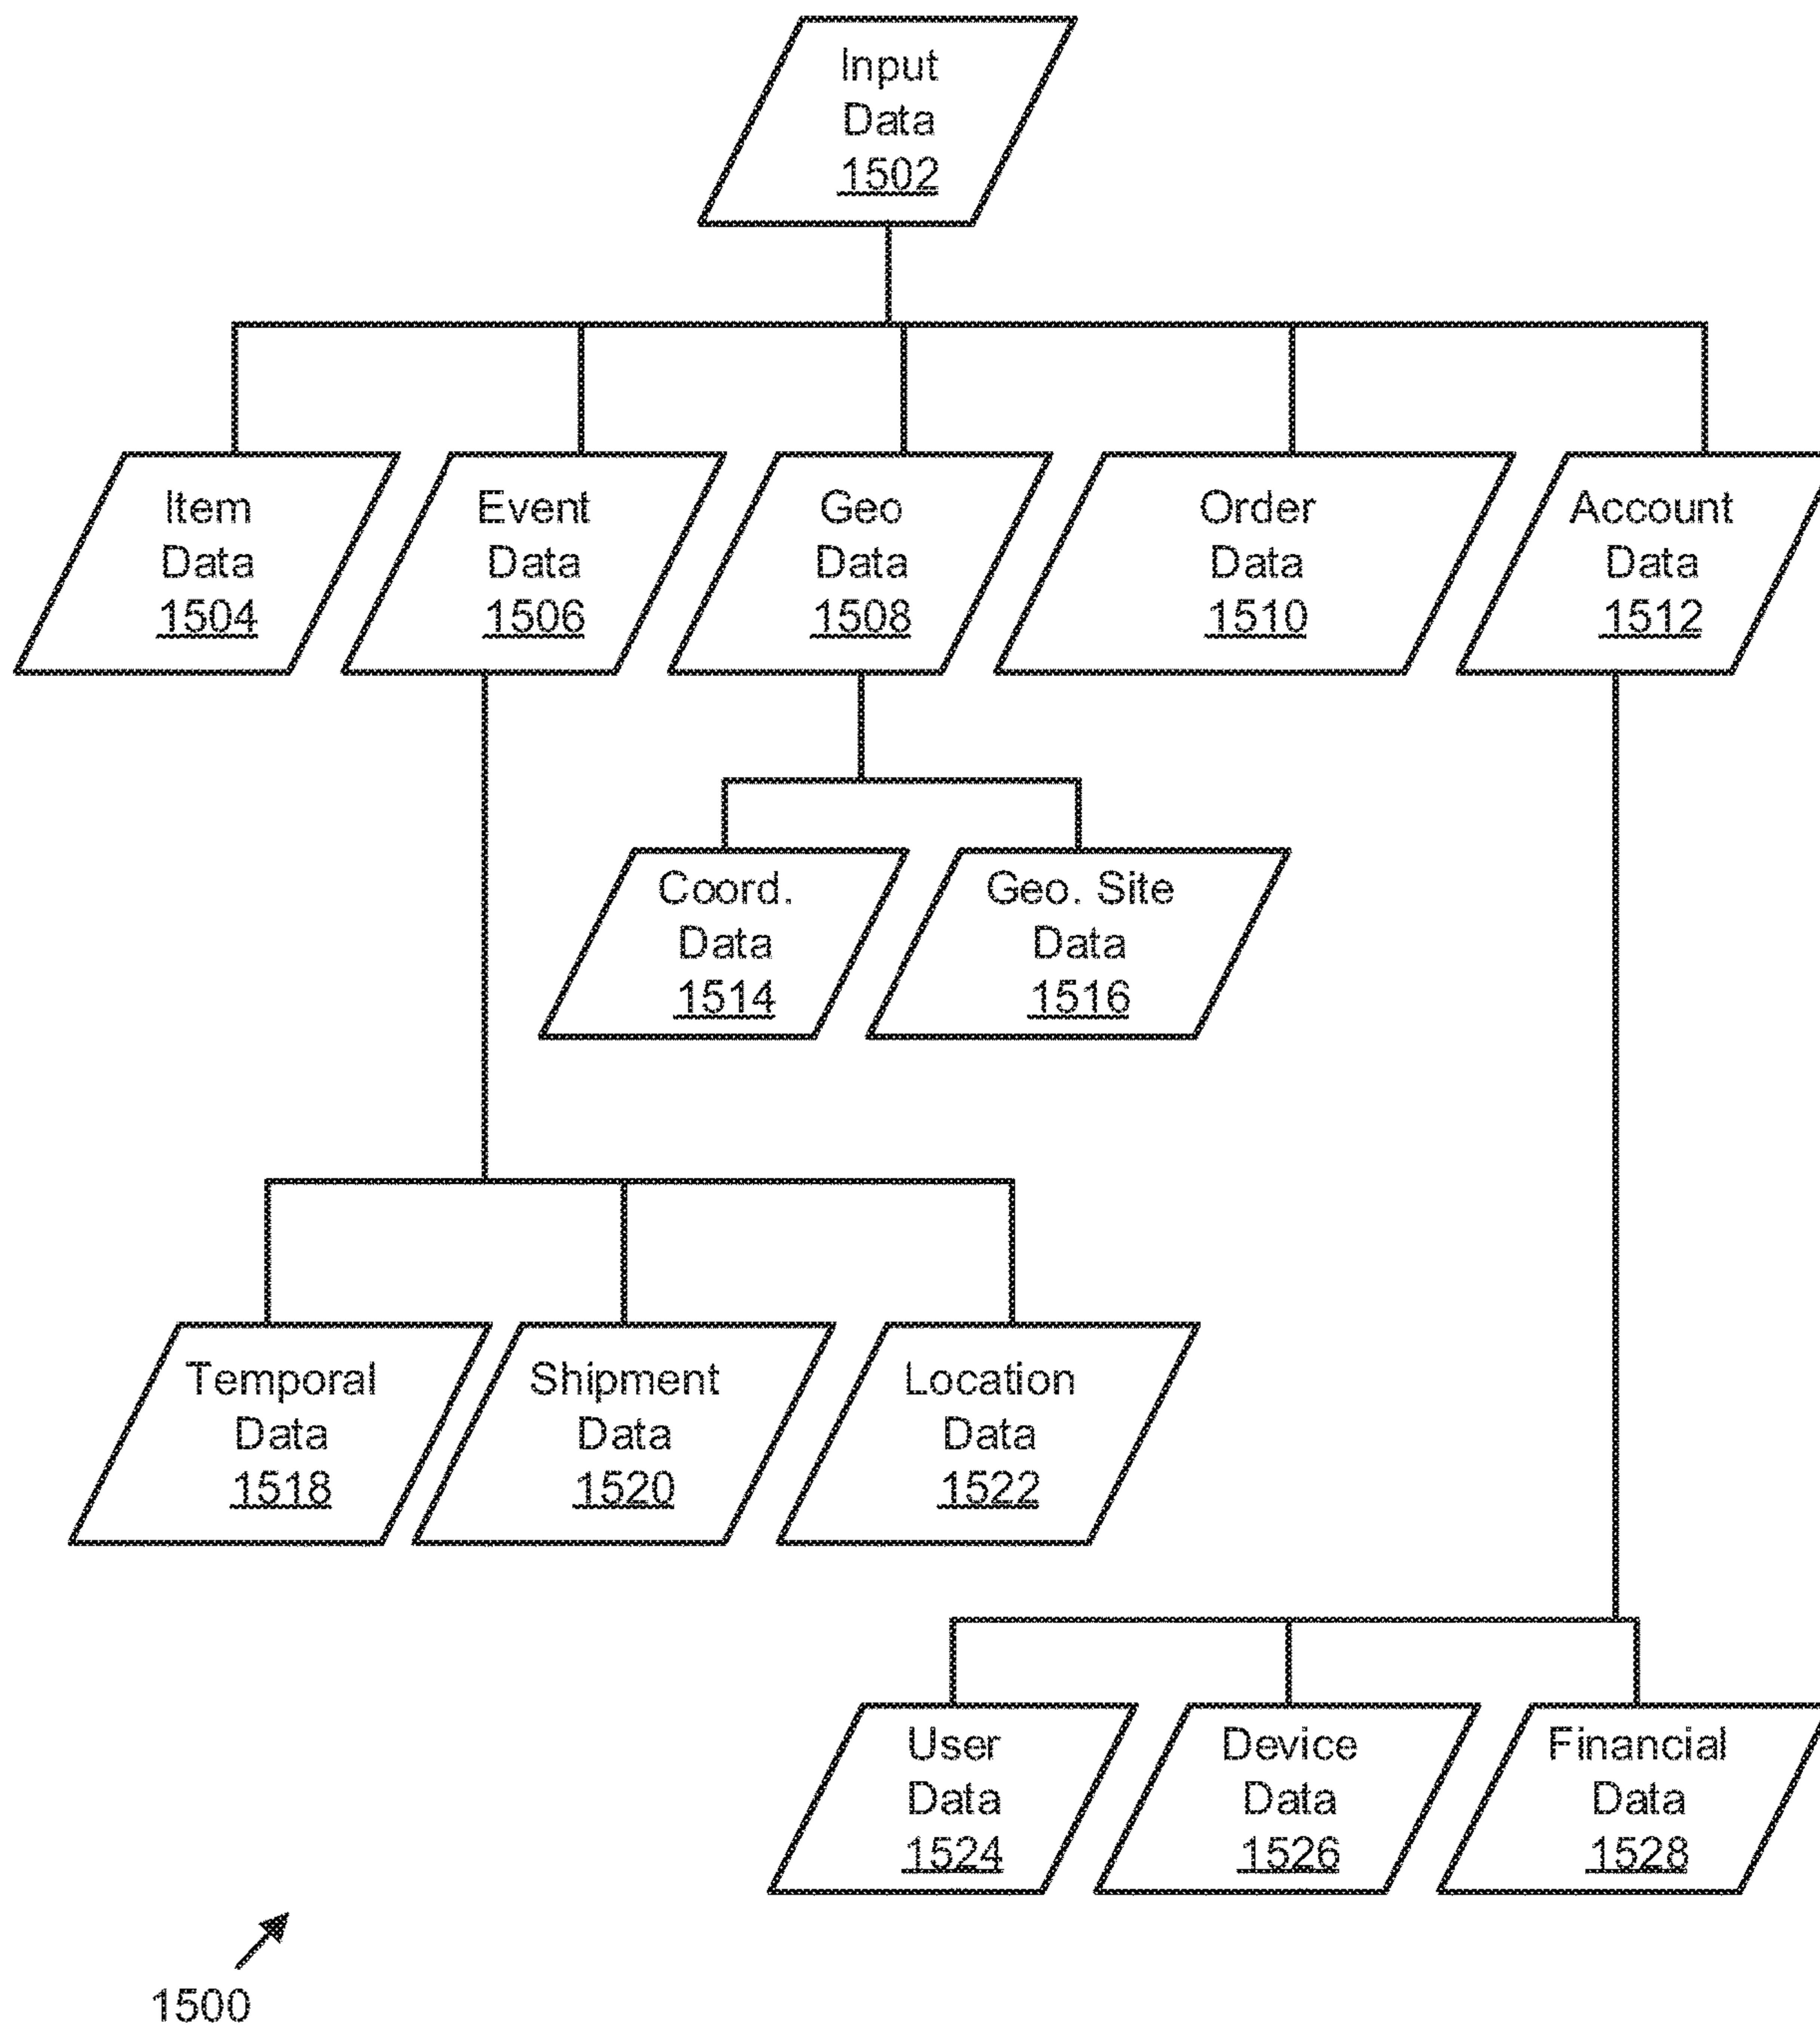 Input
Data
1502
Item
Data
1504
Event
Data
1506
Geo
Data
1508
Order
Data
1510
Account
Data
1512
Coord.
Data
1514
Geo. Site
Data
1516
Temporal
Data
1518
Shipment
Data
1520
Location
Data
1522
User
Data
1524
Device
Data
1526
Financial
Data
1528
1500